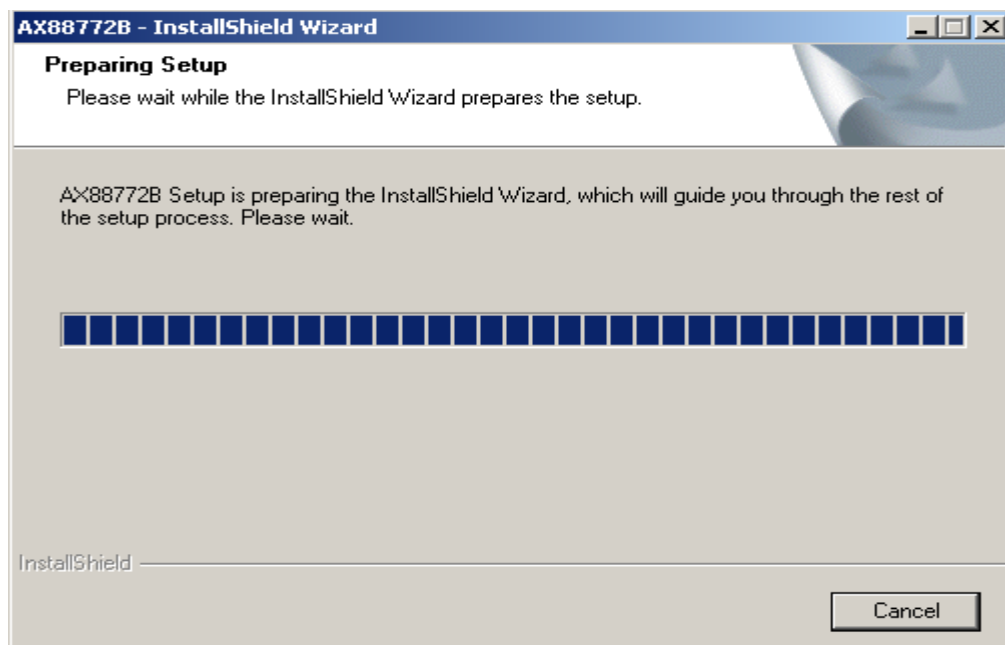 AX88772B - InstallShield Wizard
Preparing Setup
Please wait while the InstallShield Wizard prepares the setup.
AX88772B Setup is preparing the InstallShield Wizard, which will guide you through the rest of
the setup process. Please wait.
InstallShield
Cancel